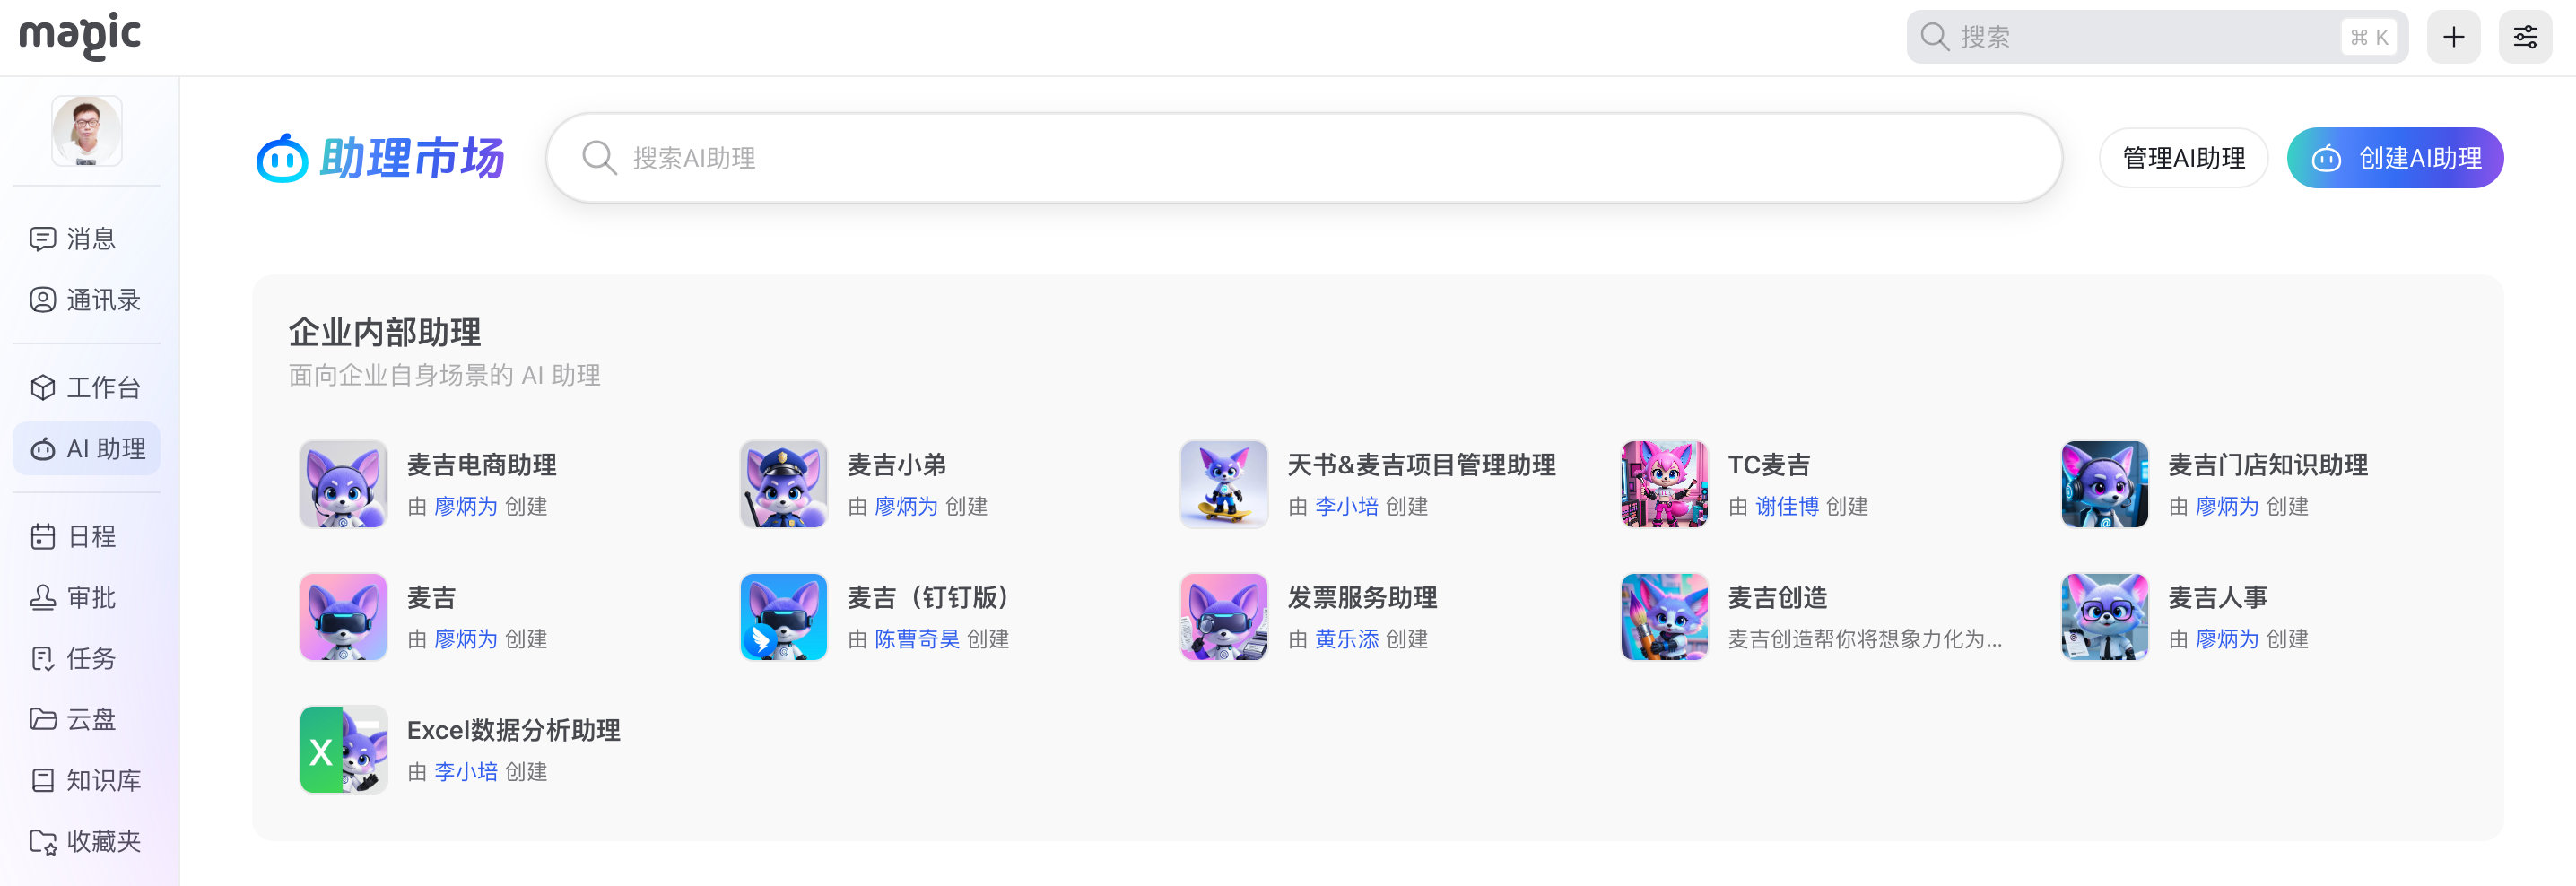 magic
搜索
⌘ K
消息
通讯录
工作台
AI 助理
日程
审批
任务
云盘
知识库
收藏夹
助理市场
搜索AI助理
管理AI助理
创建AI助理
企业内部助理
面向企业自身场景的 AI 助理
麦吉电商助理
由 廖炳为 创建
麦吉小弟
由 廖炳为 创建
天书&麦吉项目管理助理
由 李小培 创建
TC麦吉
由 谢佳博 创建
麦吉门店知识助理
由 廖炳为 创建
麦吉
由 廖炳为 创建
麦吉（钉钉版）
由 陈曹奇昊 创建
发票服务助理
由 黄乐添 创建
麦吉创造
麦吉创造帮你将想象力化为...
麦吉人事
由 廖炳为 创建
X
Excel数据分析助理
由 李小培 创建